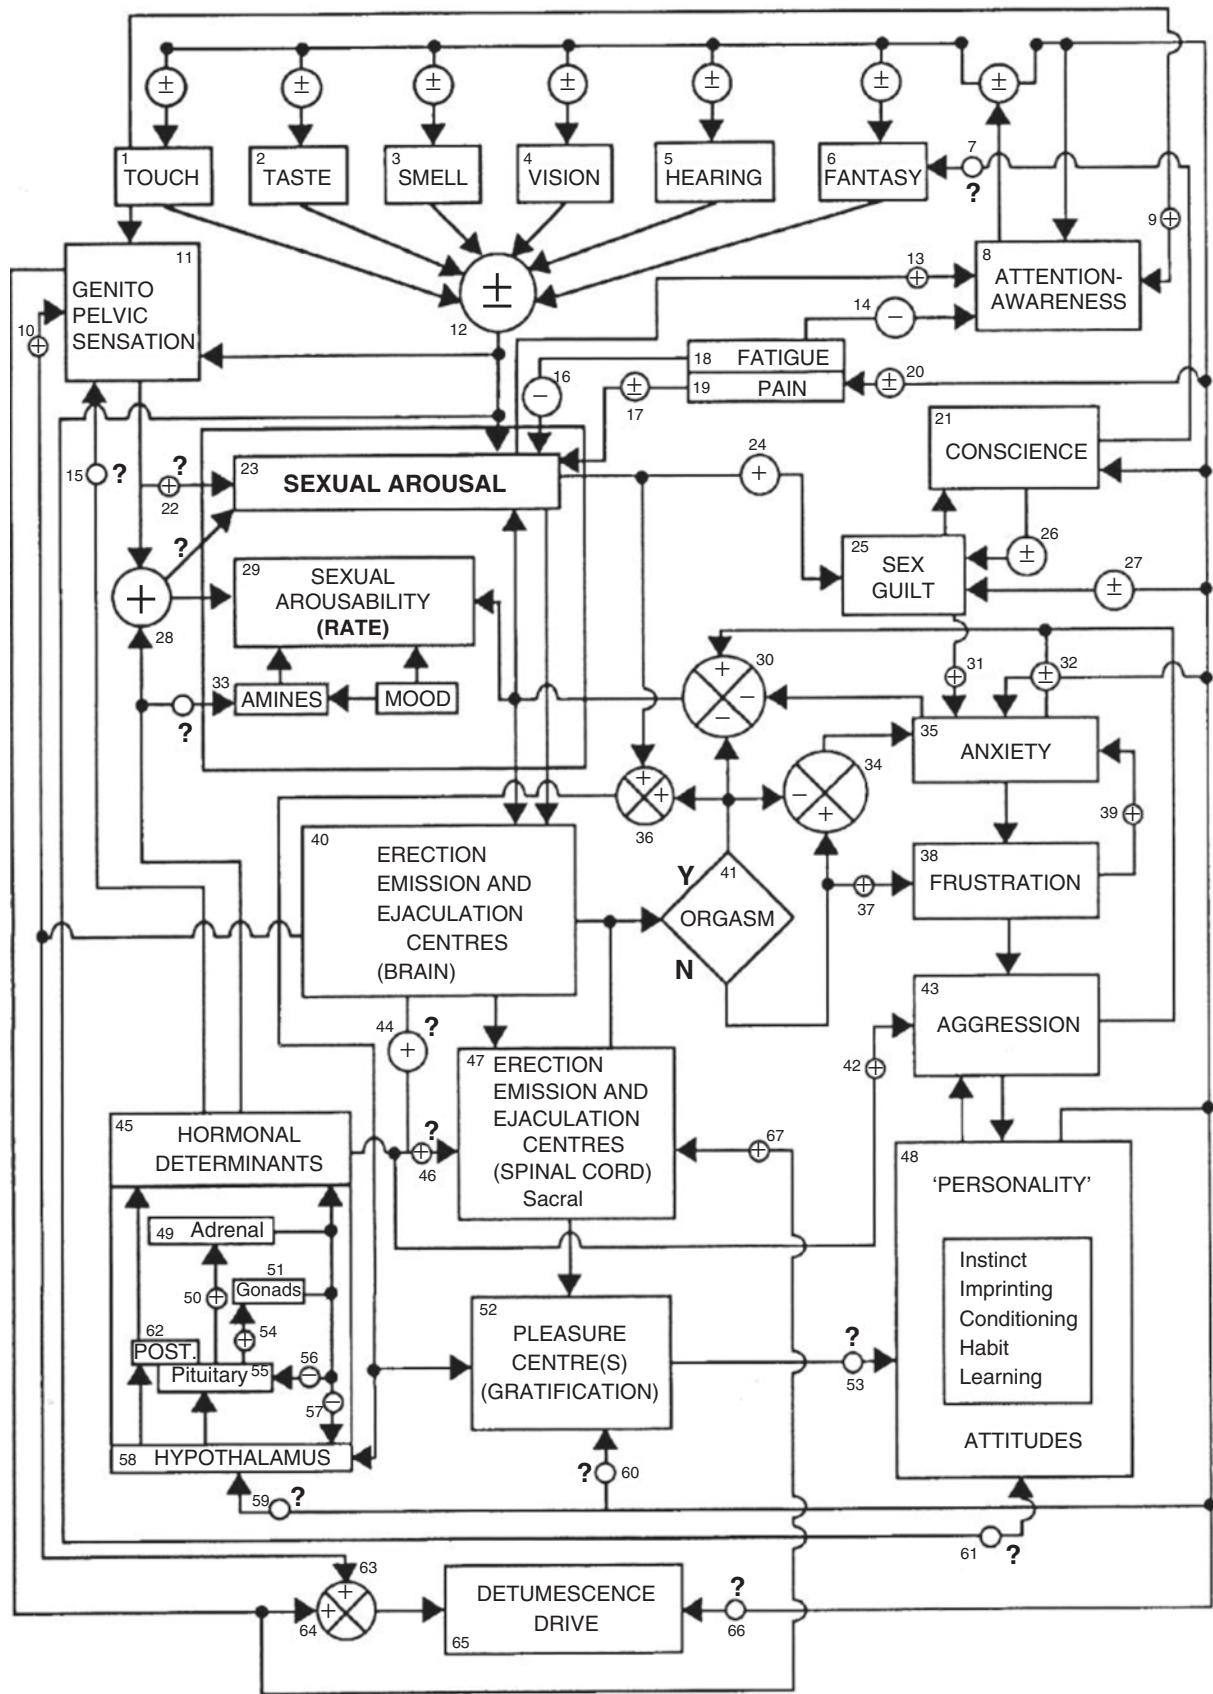 ± ± ± ± ± ± ±
1 TOUCH
2 TASTE
3 SMELL
4 VISION
5 HEARING
6 FANTASY
7
?
9 +
8
ATTENTION-
AWARENESS
11
GENITO
PELVIC
SENSATION
10 +
±
12
13
+
14 −
18 FATIGUE
19 PAIN
16
−
±
17
± 20
15 ?
21
CONSCIENCE
23
SEXUAL AROUSAL
?
+
22
24
+
?
+
28
29
SEXUAL
AROUSABILITY
(RATE)
25
SEX
GUILT
26
±
27
±
33
AMINES
MOOD
?
30
+
−
−
31
+
32
±
35
ANXIETY
34
−
+
+
+
36
39 +
40
ERECTION
EMISSION AND
EJACULATION
CENTRES
(BRAIN)
Y
41
ORGASM
N
+
37
38
FRUSTRATION
43
AGGRESSION
42 +
44 ?
+
47
ERECTION
EMISSION AND
EJACULATION
CENTRES
(SPINAL CORD)
Sacral
45
HORMONAL
DETERMINANTS
?
+
46
67
+
48
'PERSONALITY'
Instinct
Imprinting
Conditioning
Habit
Learning
ATTITUDES
49 Adrenal
50 +
51
Gonads
+ 54
62
POST.
Pituitary 55
56
−
57 −
58 HYPOTHALAMUS
52
PLEASURE
CENTRE(S)
(GRATIFICATION)
?
53
59 ?
? 60
61 ?
63
+
+
64
DETUMESCENCE
DRIVE
65
?
66